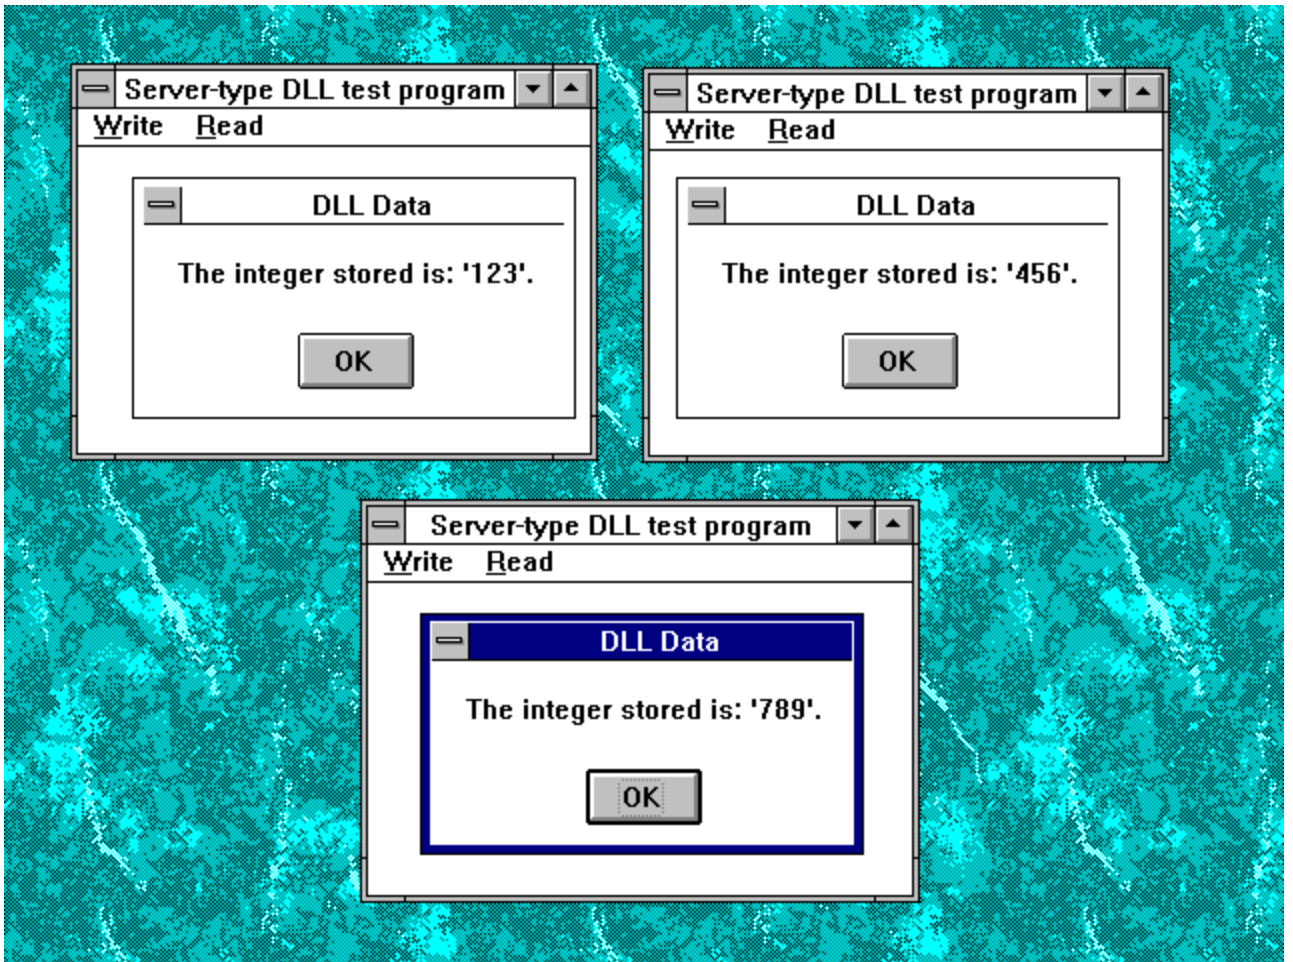 Server-type DLL test program
Write Read
DLL Data
The integer stored is: '123'.
OK
Server-type DLL test program
Write Read
DLL Data
The integer stored is: '456'.
OK
Server-type DLL test program
Write Read
DLL Data
The integer stored is: '789'.
OK